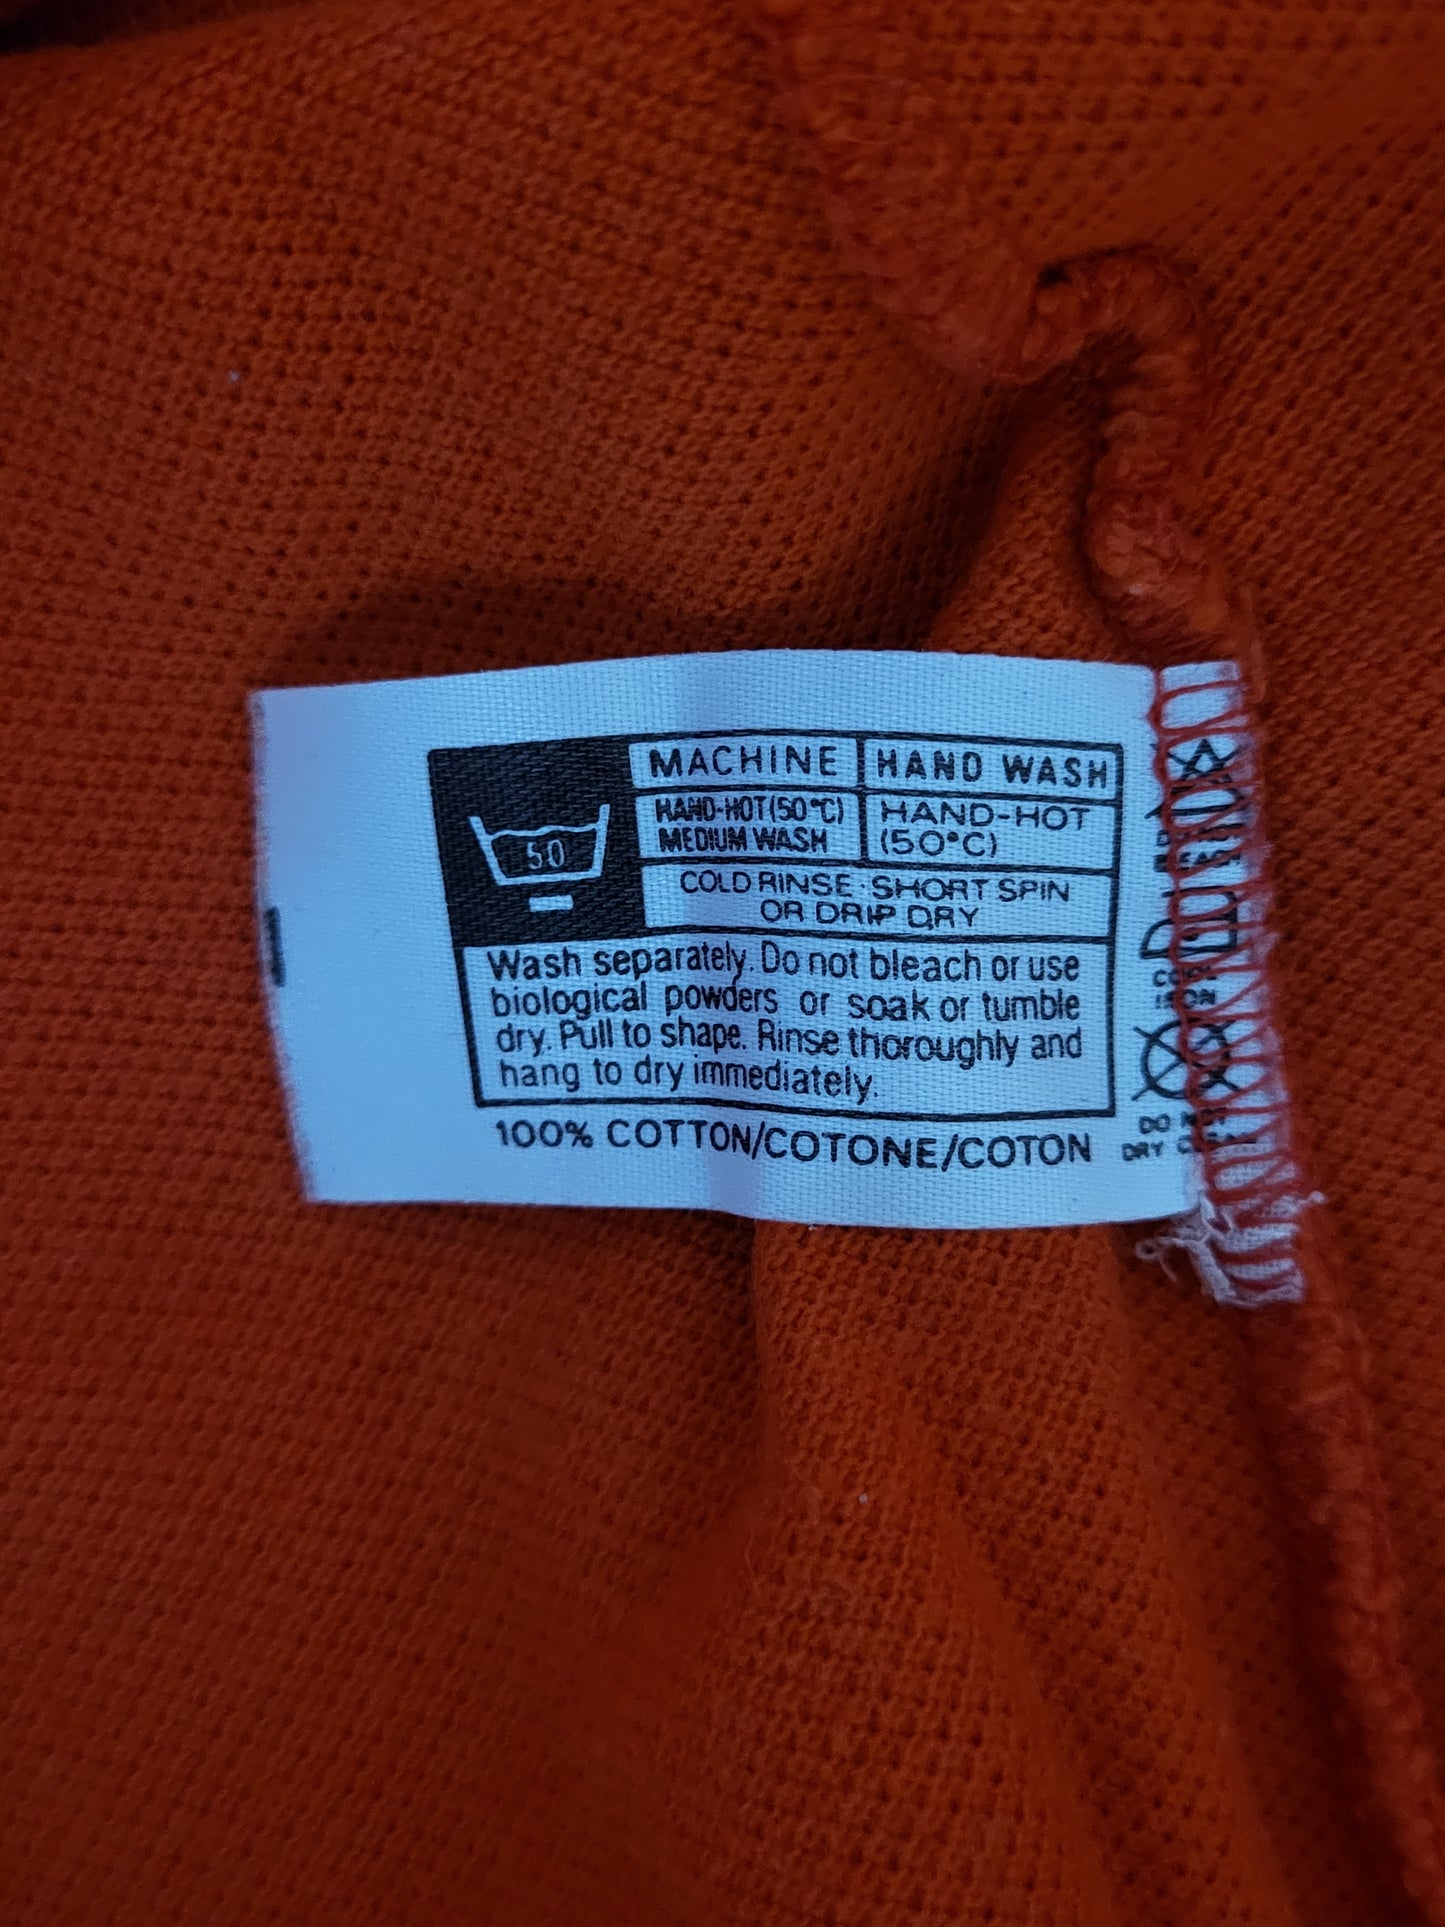 MACHINE HAND WASH
HAND-HOT(50°C) HAND-HOT
MEDIUM WASH (50°C)
50
COLD RINSE·SHORT SPIN
OR DRIP DRY
Wash separately. Do not bleach or use
biological powders or soak or tumble
dry. Pull to shape. Rinse thoroughly and
hang to dry immediately.
100% COTTON/COTONE/COTON
DO
DRY